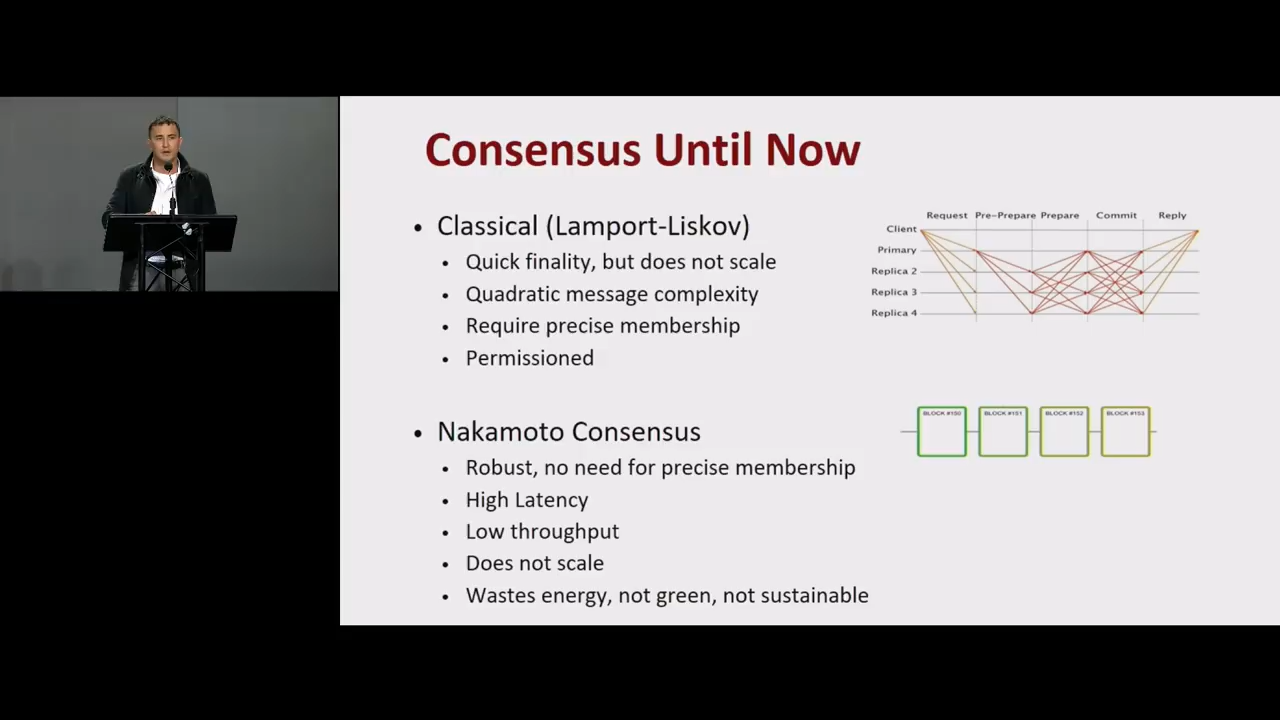 Consensus Until Now
• Classical (Lamport-Liskov)
• Quick finality, but does not scale
• Quadratic message complexity
• Require precise membership
• Permissioned
Request Pre-Prepare Prepare Commit Reply
Client
Primary
Replica 2
Replica 3
Replica 4
• Nakamoto Consensus
• Robust, no need for precise membership
• High Latency
• Low throughput
• Does not scale
• Wastes energy, not green, not sustainable
BLOCK #150 BLOCK #151 BLOCK #152 BLOCK #153